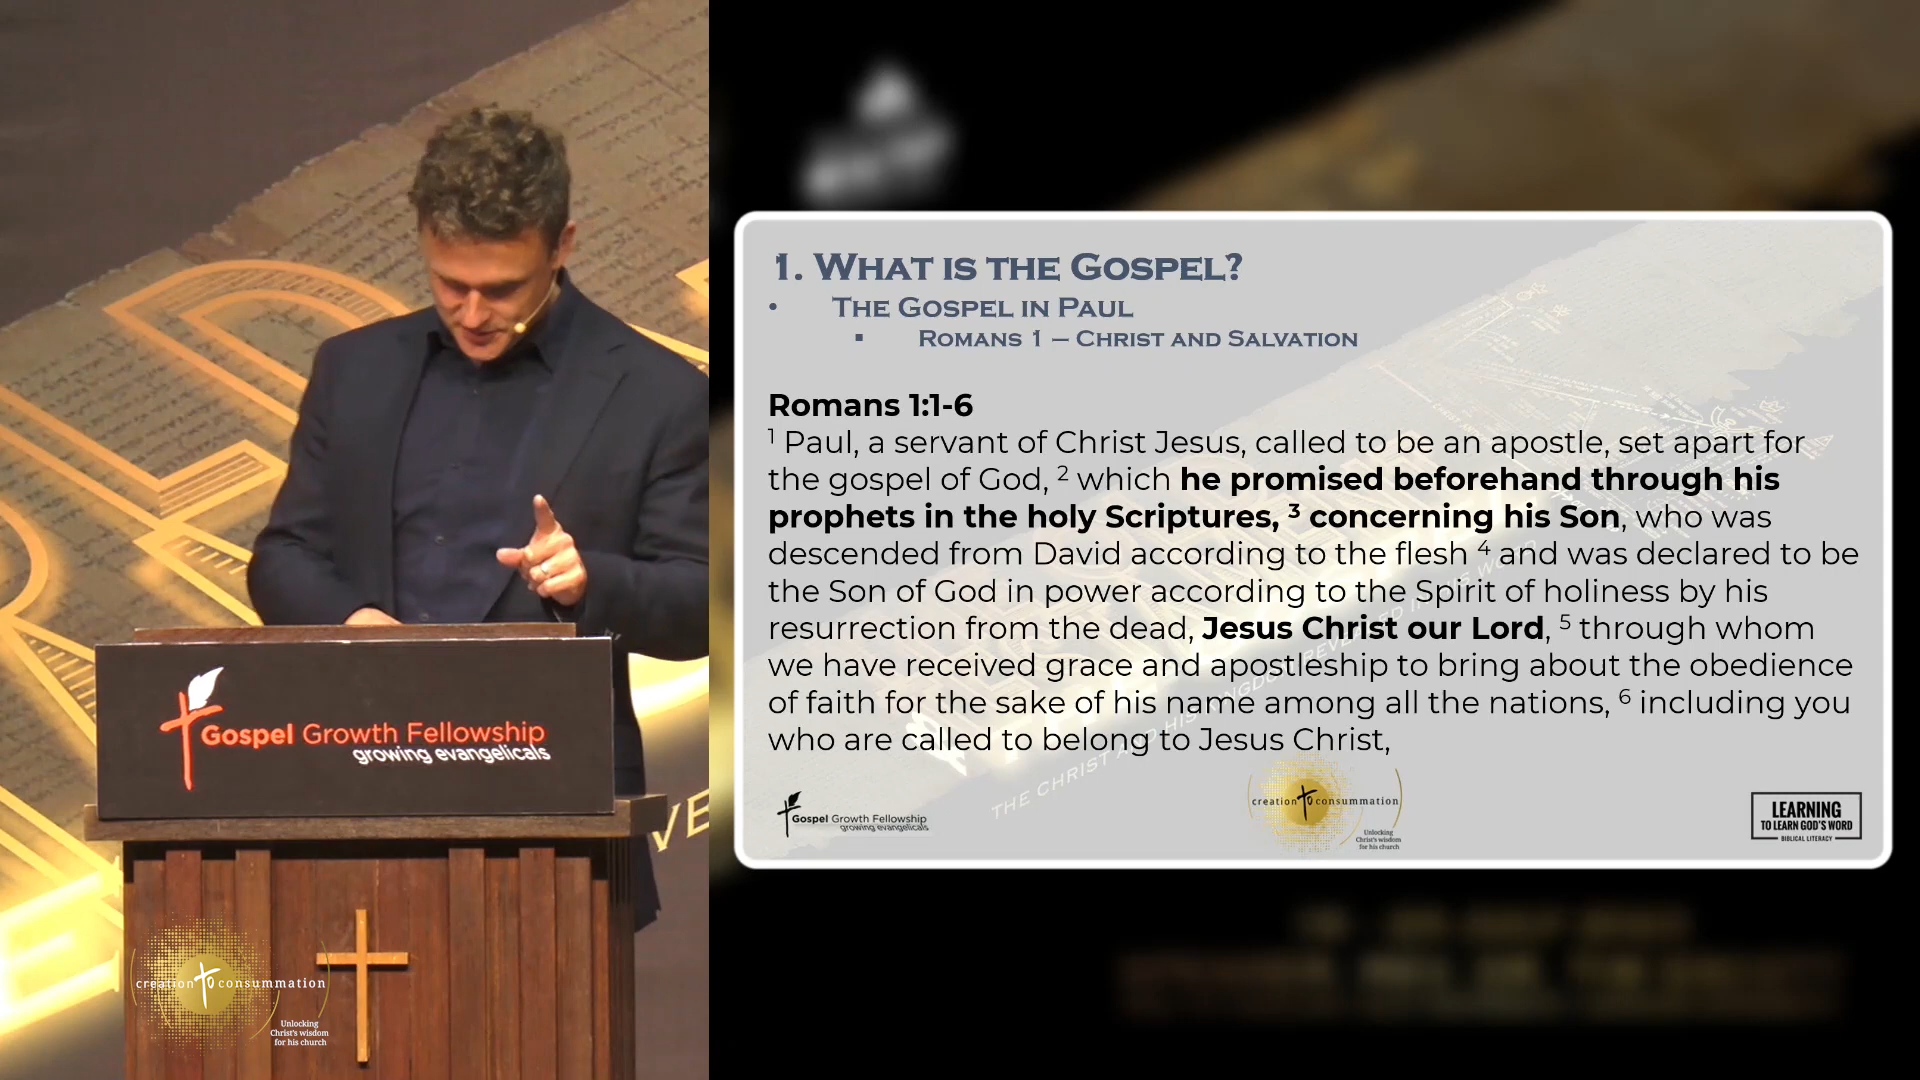 1. WHAT IS THE GOSPEL?
• THE GOSPEL IN PAUL
▪ ROMANS 1 – CHRIST AND SALVATION
Romans 1:1-6
1 Paul, a servant of Christ Jesus, called to be an apostle, set apart for
the gospel of God, 2 which he promised beforehand through his
prophets in the holy Scriptures, 3 concerning his Son, who was
descended from David according to the flesh 4 and was declared to be
the Son of God in power according to the Spirit of holiness by his
resurrection from the dead, Jesus Christ our Lord, 5 through whom
we have received grace and apostleship to bring about the obedience
of faith for the sake of his name among all the nations, 6 including you
who are called to belong to Jesus Christ,
Gospel Growth Fellowship
growing evangelicals
creation to consummation
Unlocking
Christ's wisdom
for his church
LEARNING
TO LEARN GOD'S WORD
BIBLICAL LITERACY
Gospel Growth Fellowship
growing evangelicals
creation to consummation
Unlocking
Christ's wisdom
for his church